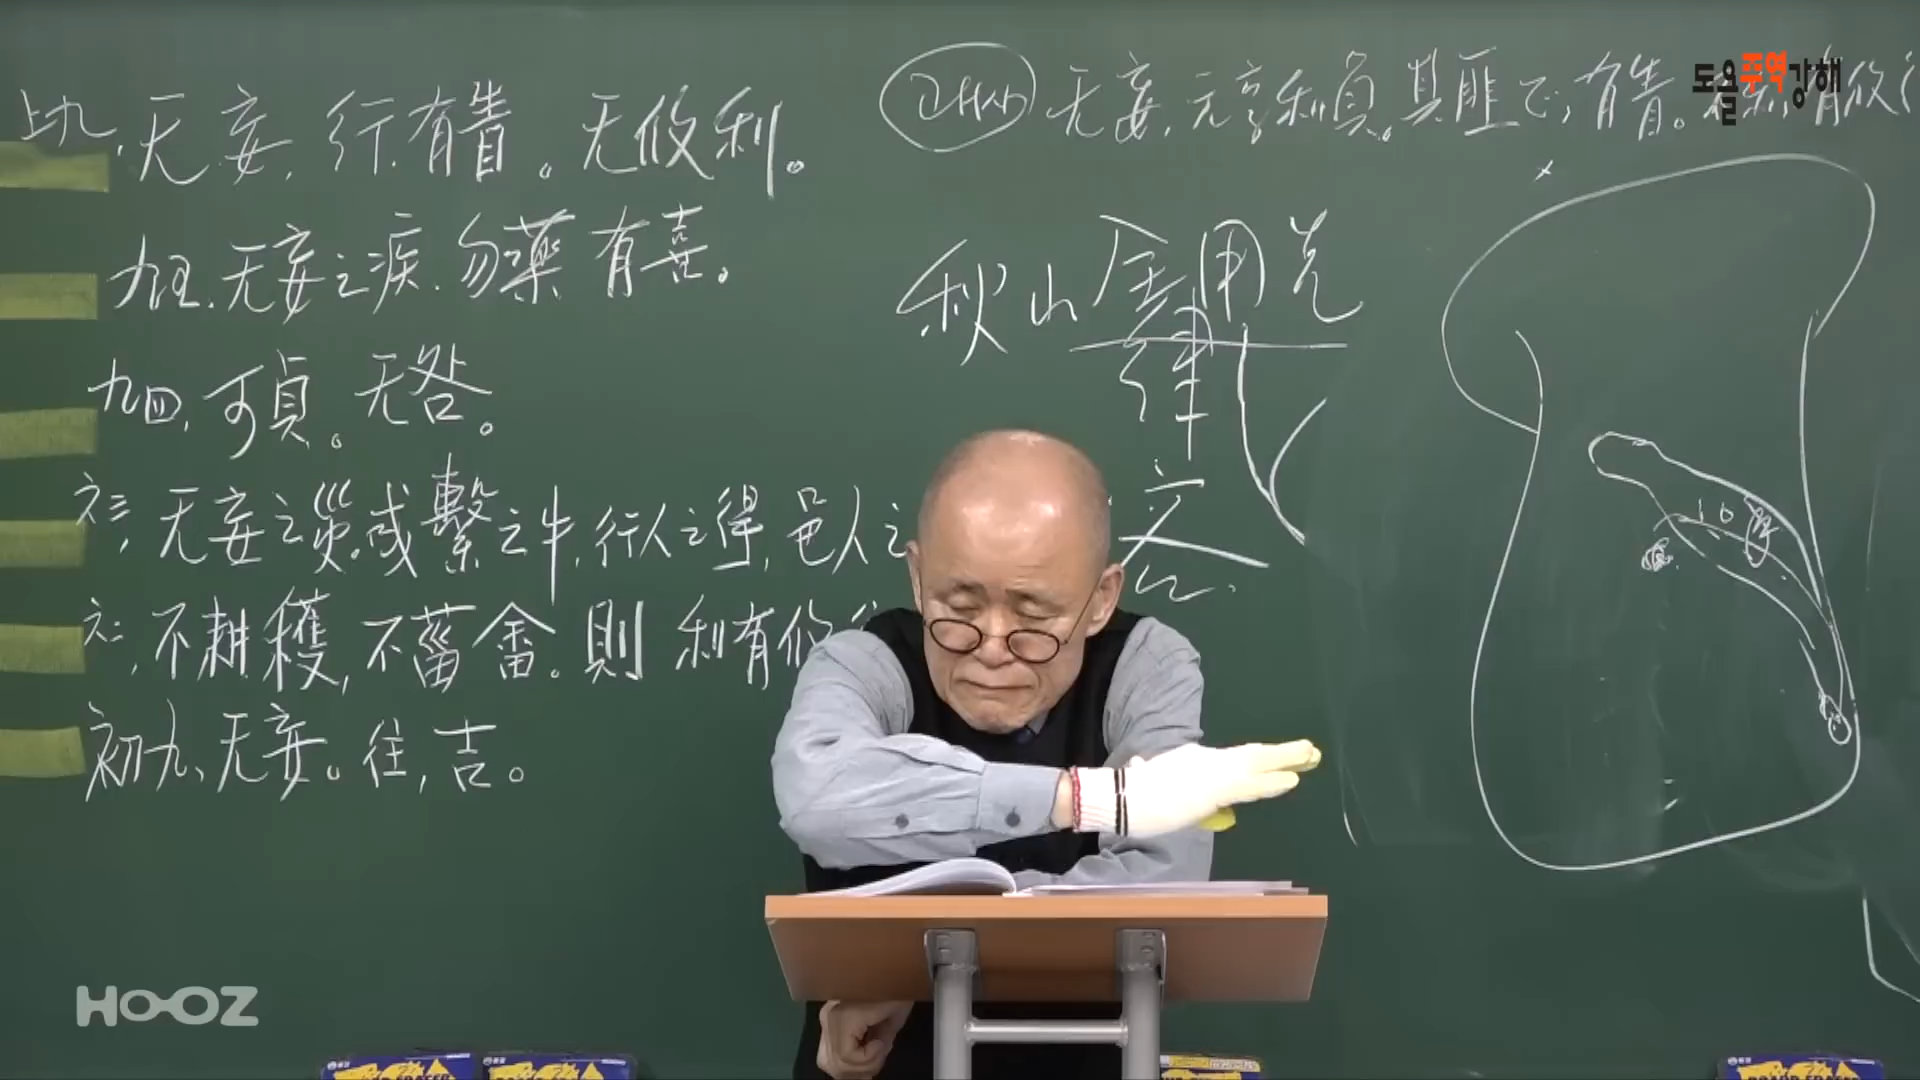 上九. 无妄, 行有眚。无攸利。
九五. 无妄之疾. 勿藥有喜。
九四, 可貞。无咎。
六三, 无妄之災. 或繫之牛, 行人之得, 邑人之
六二, 不耕穫, 不菑畬。則利有攸
初九, 无妄。往, 吉。
괘사 无妄, 元亨利貞。其匪正, 有眚。不利有攸
도올주역강해
秋山 金甲
律
HOOZ